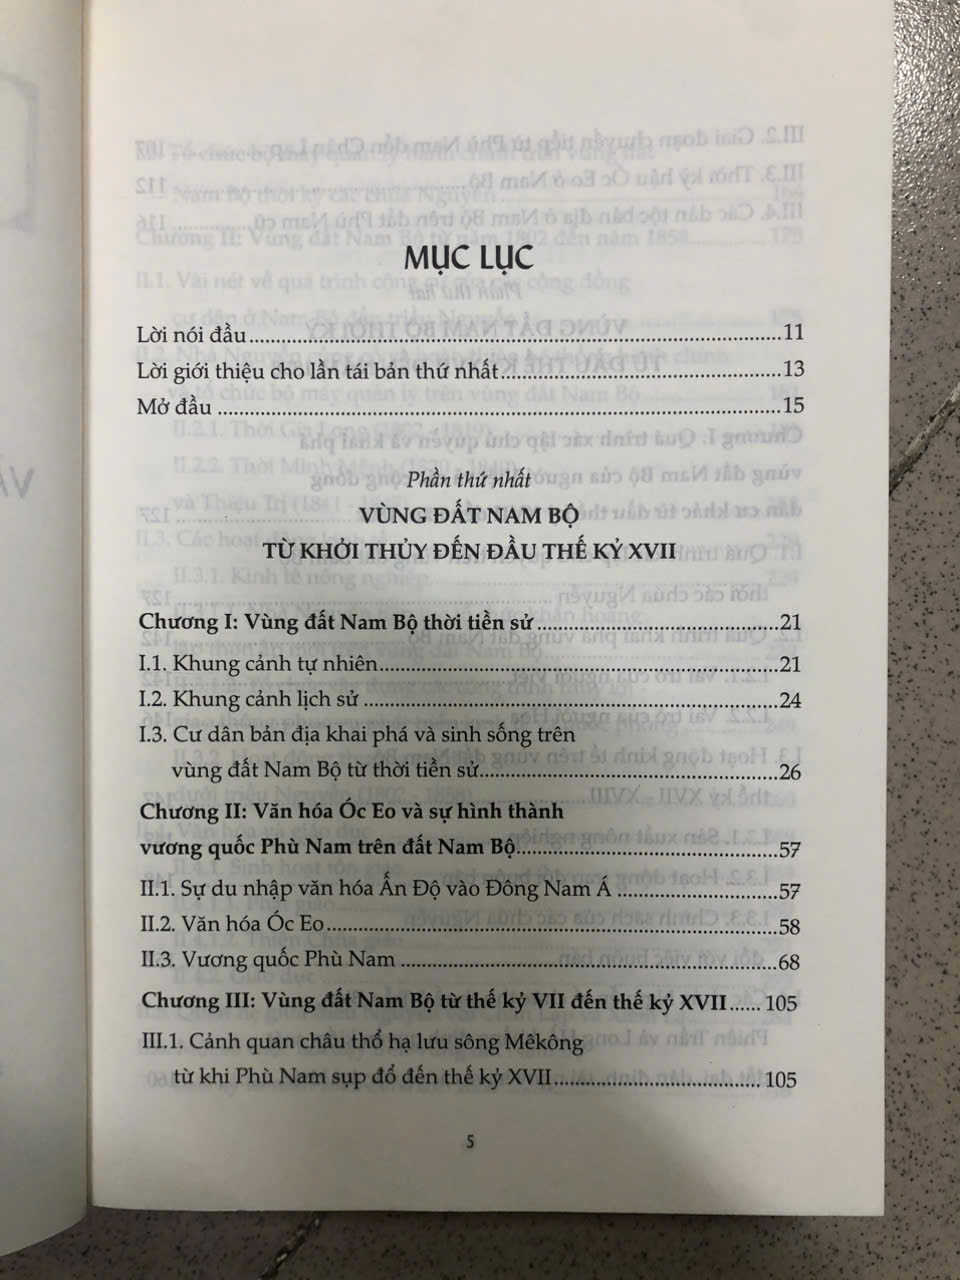 MỤC LỤC
Lời nói đầu........11
Lời giới thiệu cho lần tái bản thứ nhất........13
Mở đầu ........15
Phần thứ nhất
VÙNG ĐẤT NAM BỘ
TỪ KHỞI THỦY ĐẾN ĐẦU THẾ KỶ XVII
Chương I: Vùng đất Nam Bộ thời tiền sử ........21
I.1. Khung cảnh tự nhiên........21
I.2. Khung cảnh lịch sử ........24
I.3. Cư dân bản địa khai phá và sinh sống trên
vùng đất Nam Bộ từ thời tiền sử........26
Chương II: Văn hóa Óc Eo và sự hình thành
vương quốc Phù Nam trên đất Nam Bộ........57
II.1. Sự du nhập văn hóa Ấn Độ vào Đông Nam Á ........57
II.2. Văn hóa Óc Eo........58
II.3. Vương quốc Phù Nam ........68
Chương III: Vùng đất Nam Bộ từ thế kỷ VII đến thế kỷ XVII...... 105
III.1. Cảnh quan châu thổ hạ lưu sông Mêkông
từ khi Phù Nam sụp đổ đến thế kỷ XVII........ 105
5